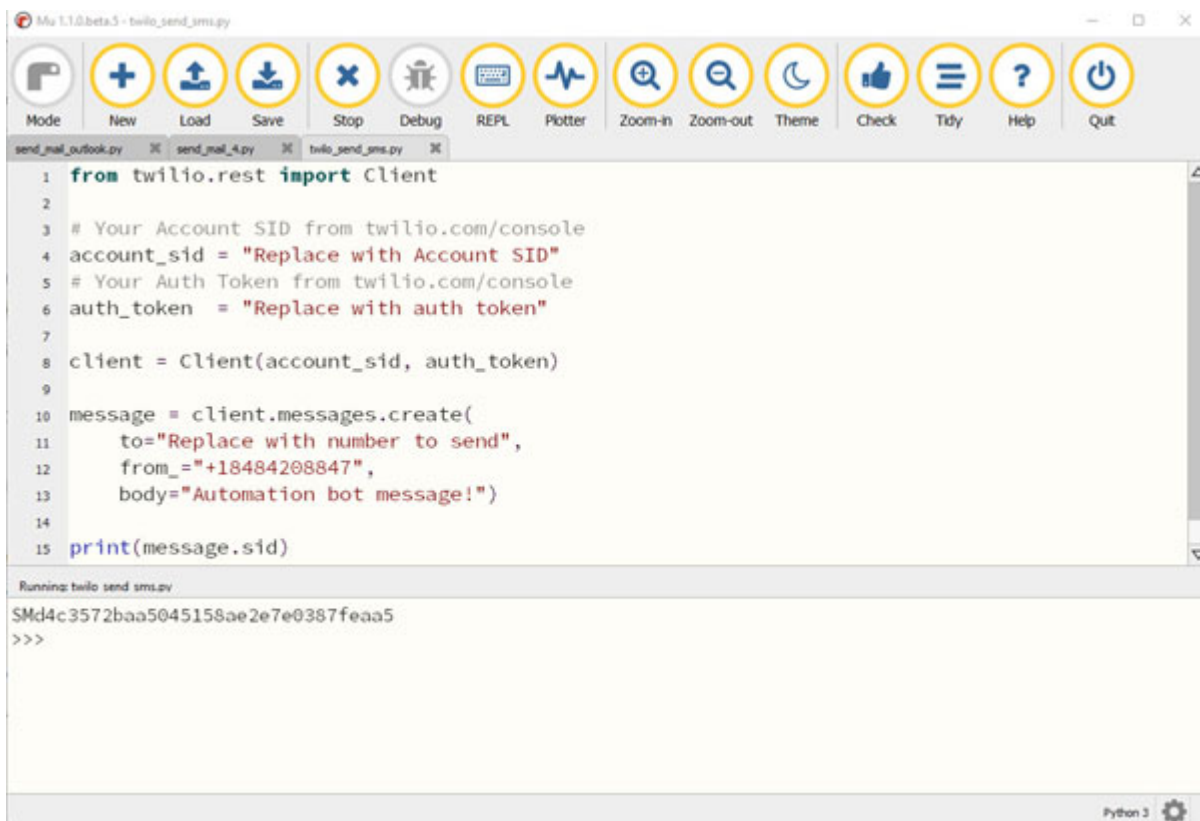 Mu 1.1.0.beta.5 - twilo_send_sms.py
Mode New Load Save Stop Debug REPL Plotter Zoom-in Zoom-out Theme Check Tidy Help Quit
send_mail_outlook.py send_mail_4.py twilo_send_sms.py
1 from twilio.rest import Client
2
3 # Your Account SID from twilio.com/console
4 account_sid = "Replace with Account SID"
5 # Your Auth Token from twilio.com/console
6 auth_token  = "Replace with auth token"
7
8 client = Client(account_sid, auth_token)
9
10 message = client.messages.create(
11     to="Replace with number to send",
12     from_="+18484208847",
13     body="Automation bot message!")
14
15 print(message.sid)
Running: twilo_send_sms.py
SMd4c3572baa5045158ae2e7e0387feaa5
>>>
Python 3